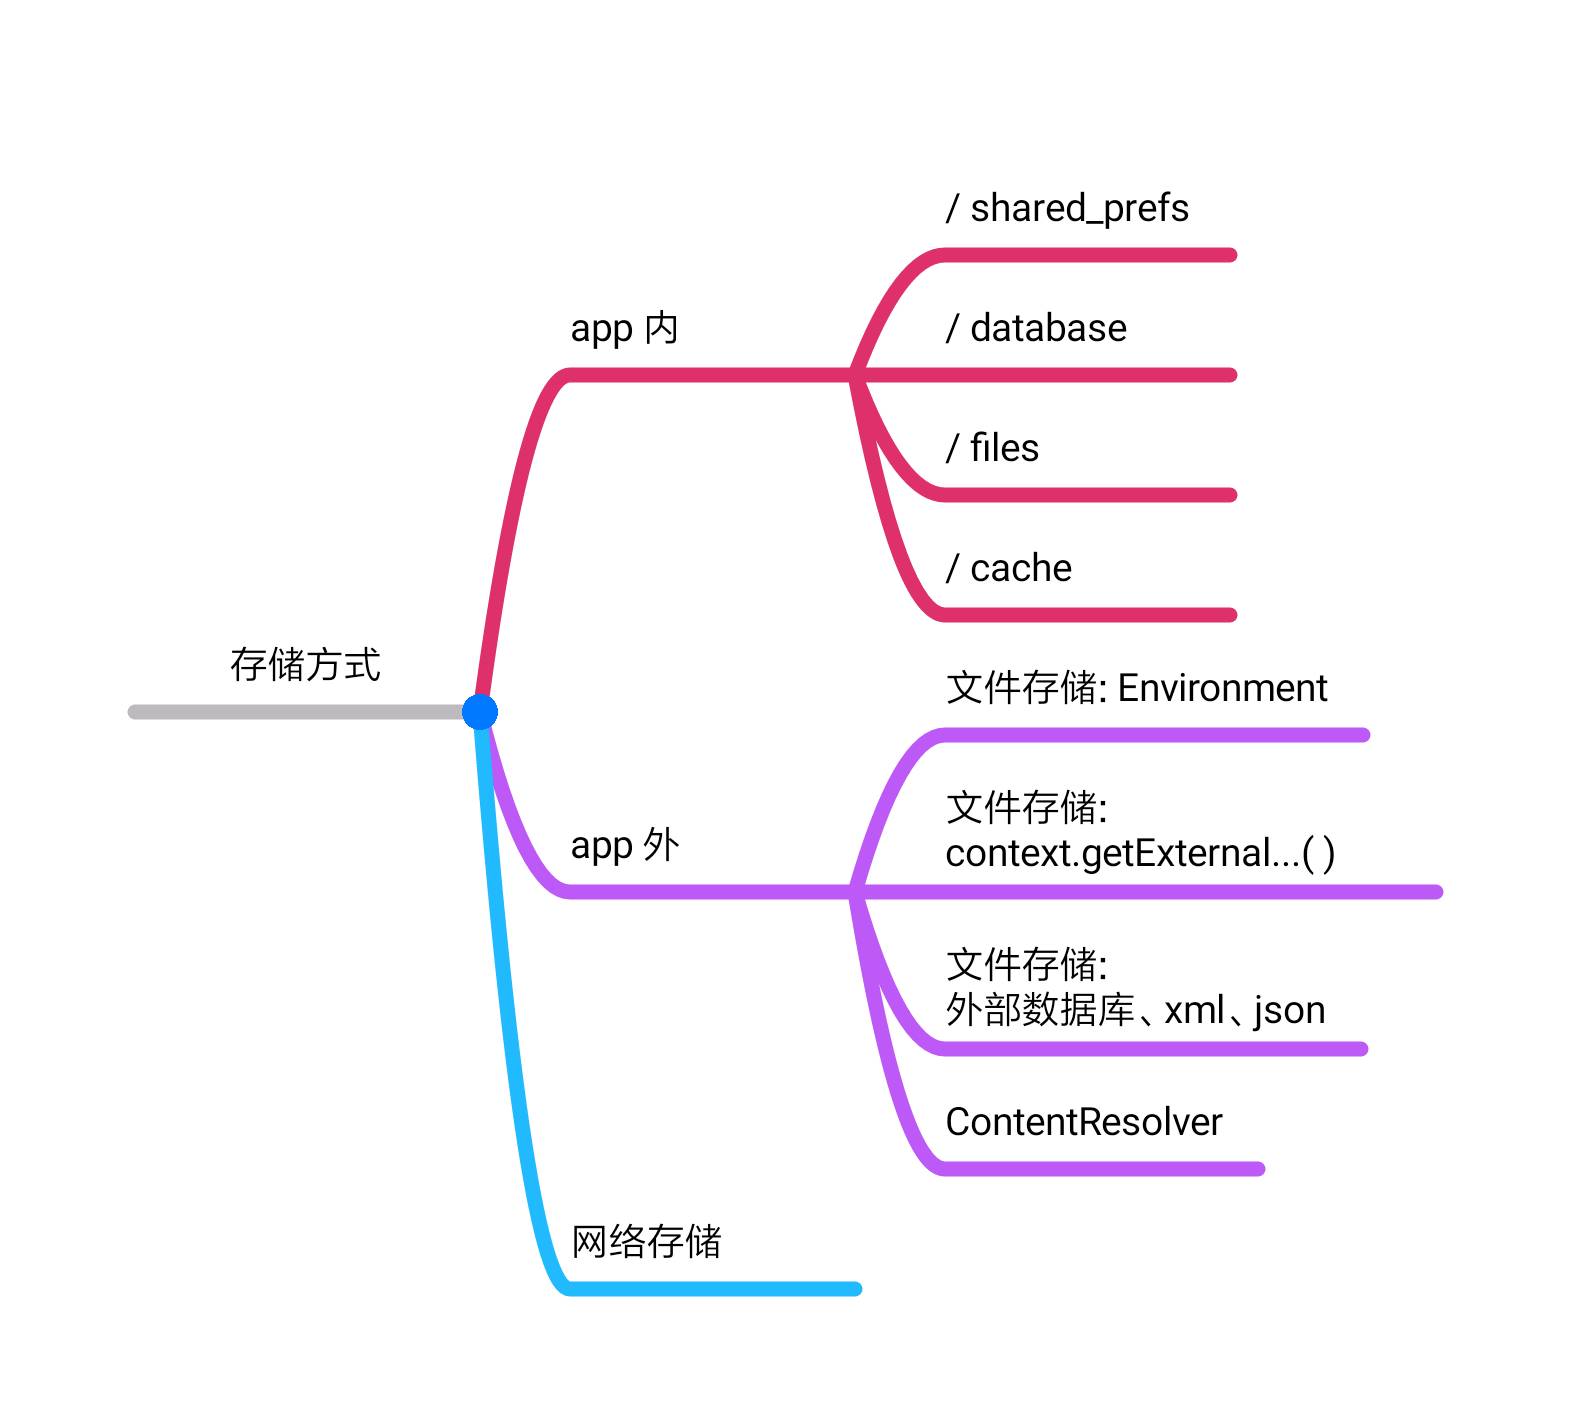 存储方式
app 内
/ shared_prefs
/ database
/ files
/ cache
app 外
文件存储: Environment
文件存储:
context.getExternal...( )
文件存储:
外部数据库、xml、json
ContentResolver
网络存储